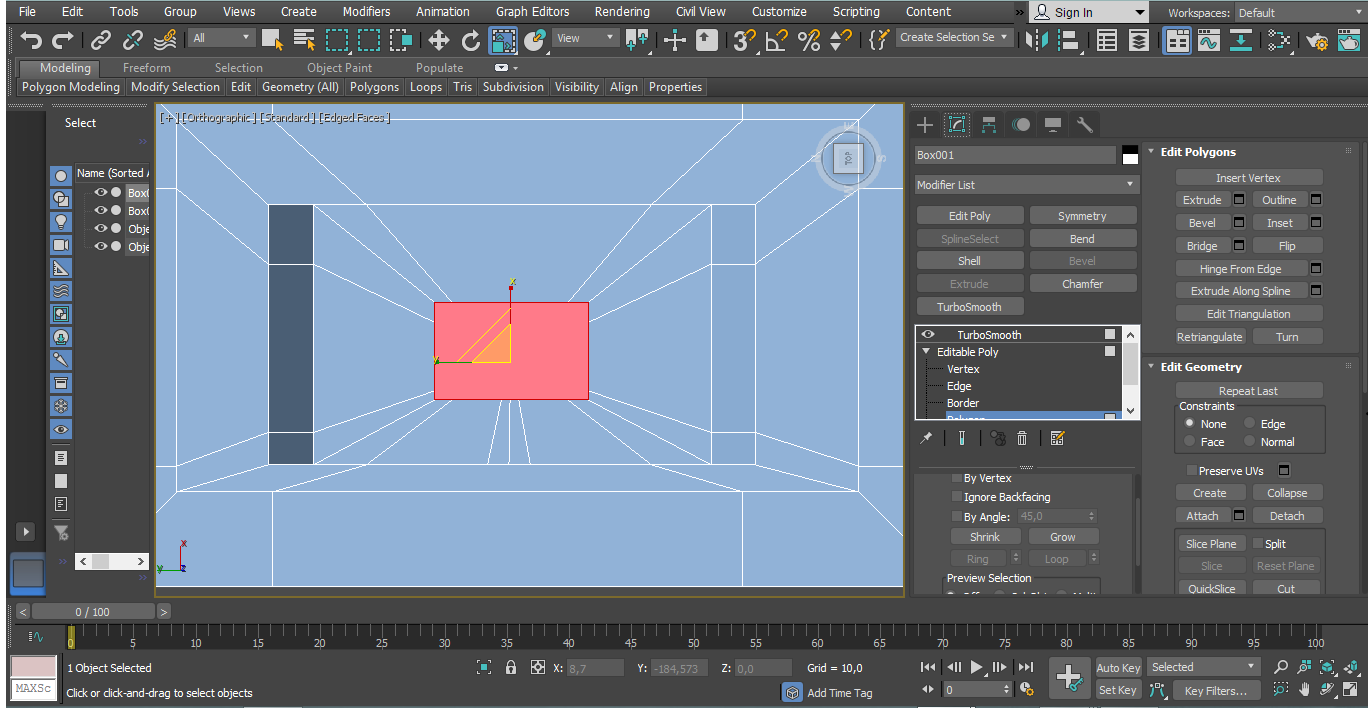 File Edit Tools Group Views Create Modifiers Animation Graph Editors Rendering Civil View Customize Scripting Content » Sign In Workspaces: Default
All View 3 Create Selection Se
Modeling Freeform Selection Object Paint Populate
Polygon Modeling Modify Selection Edit Geometry (All) Polygons Loops Tris Subdivision Visibility Align Properties
Select
Name (Sorted A
Box0
Box0
Obje
Obje
[+] [Orthographic] [Standard] [Edged Faces]
TOP
x
y
x
y
z
Box001
Modifier List
Edit Poly Symmetry
SplineSelect Bend
Shell Bevel
Extrude Chamfer
TurboSmooth
TurboSmooth
Editable Poly
Vertex
Edge
Border
Polygon
By Vertex
Ignore Backfacing
By Angle: 45,0
Shrink Grow
Ring Loop
Preview Selection
Off SubObj Multi
Edit Polygons
Insert Vertex
Extrude Outline
Bevel Inset
Bridge Flip
Hinge From Edge
Extrude Along Spline
Edit Triangulation
Retriangulate Turn
Edit Geometry
Repeat Last
Constraints
None Edge
Face Normal
Preserve UVs
Create Collapse
Attach Detach
Slice Plane Split
Slice Reset Plane
QuickSlice Cut
< 0 / 100 >
0 5 10 15 20 25 30 35 40 45 50 55 60 65 70 75 80 85 90 95 100
1 Object Selected X: 8,7 Y: -184,573 Z: 0,0 Grid = 10,0 Auto Key Selected
MAXSc Click or click-and-drag to select objects Add Time Tag 0 Set Key Key Filters...